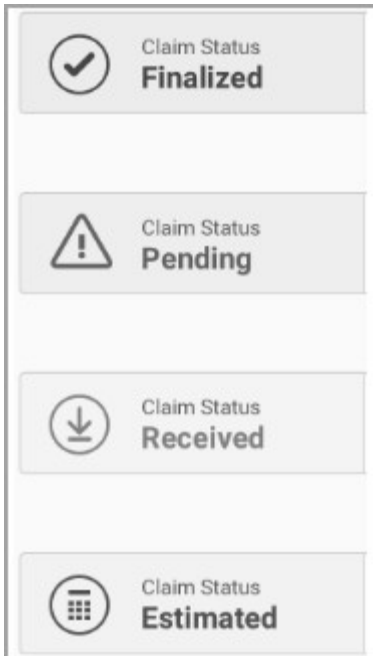 Claim Status
Finalized
Claim Status
Pending
Claim Status
Received
Claim Status
Estimated